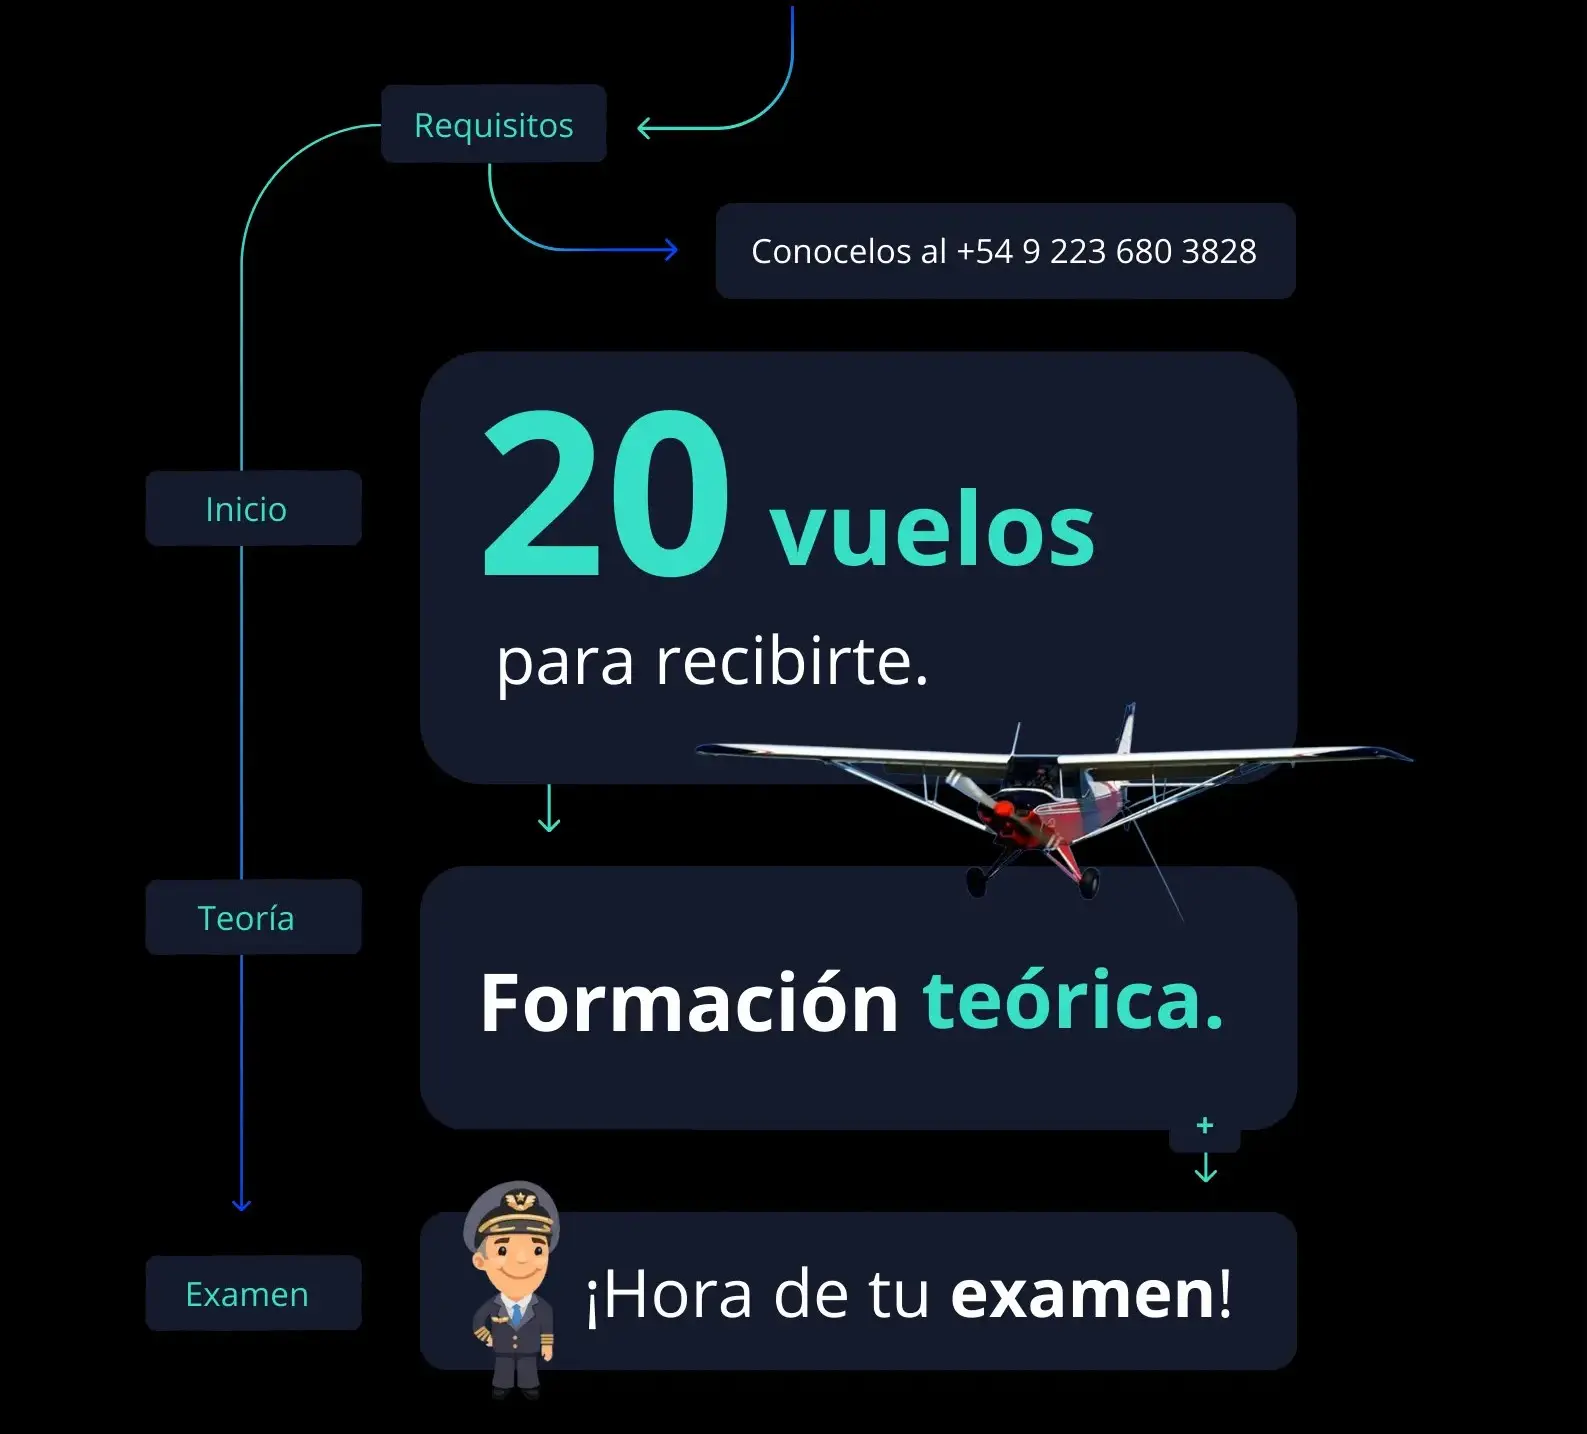 Requisitos
Conocelos al +54 9 223 680 3828
Inicio
20 vuelos
para recibirte.
Teoría
Formación teórica.
+
Examen
¡Hora de tu examen!